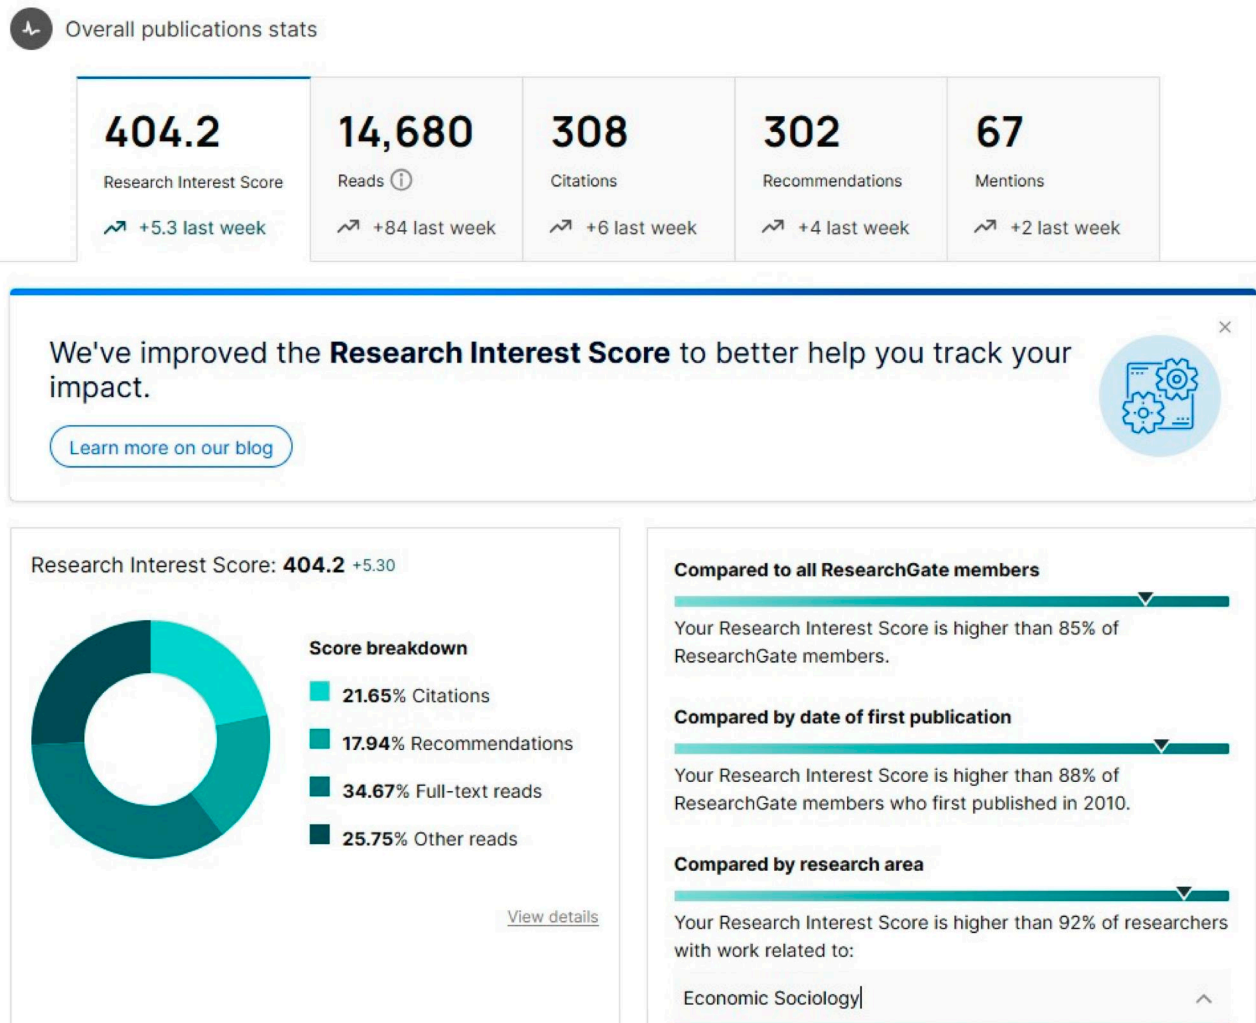 Overall publications stats
404.2
Research Interest Score
+5.3 last week
14,680
Reads
+84 last week
308
Citations
+6 last week
302
Recommendations
+4 last week
67
Mentions
+2 last week
We've improved the Research Interest Score to better help you track your
impact.
Learn more on our blog
Research Interest Score: 404.2 +5.30
Score breakdown
21.65% Citations
17.94% Recommendations
34.67% Full-text reads
25.75% Other reads
View details
Compared to all ResearchGate members
Your Research Interest Score is higher than 85% of
ResearchGate members.
Compared by date of first publication
Your Research Interest Score is higher than 88% of
ResearchGate members who first published in 2010.
Compared by research area
Your Research Interest Score is higher than 92% of researchers
with work related to:
Economic Sociology